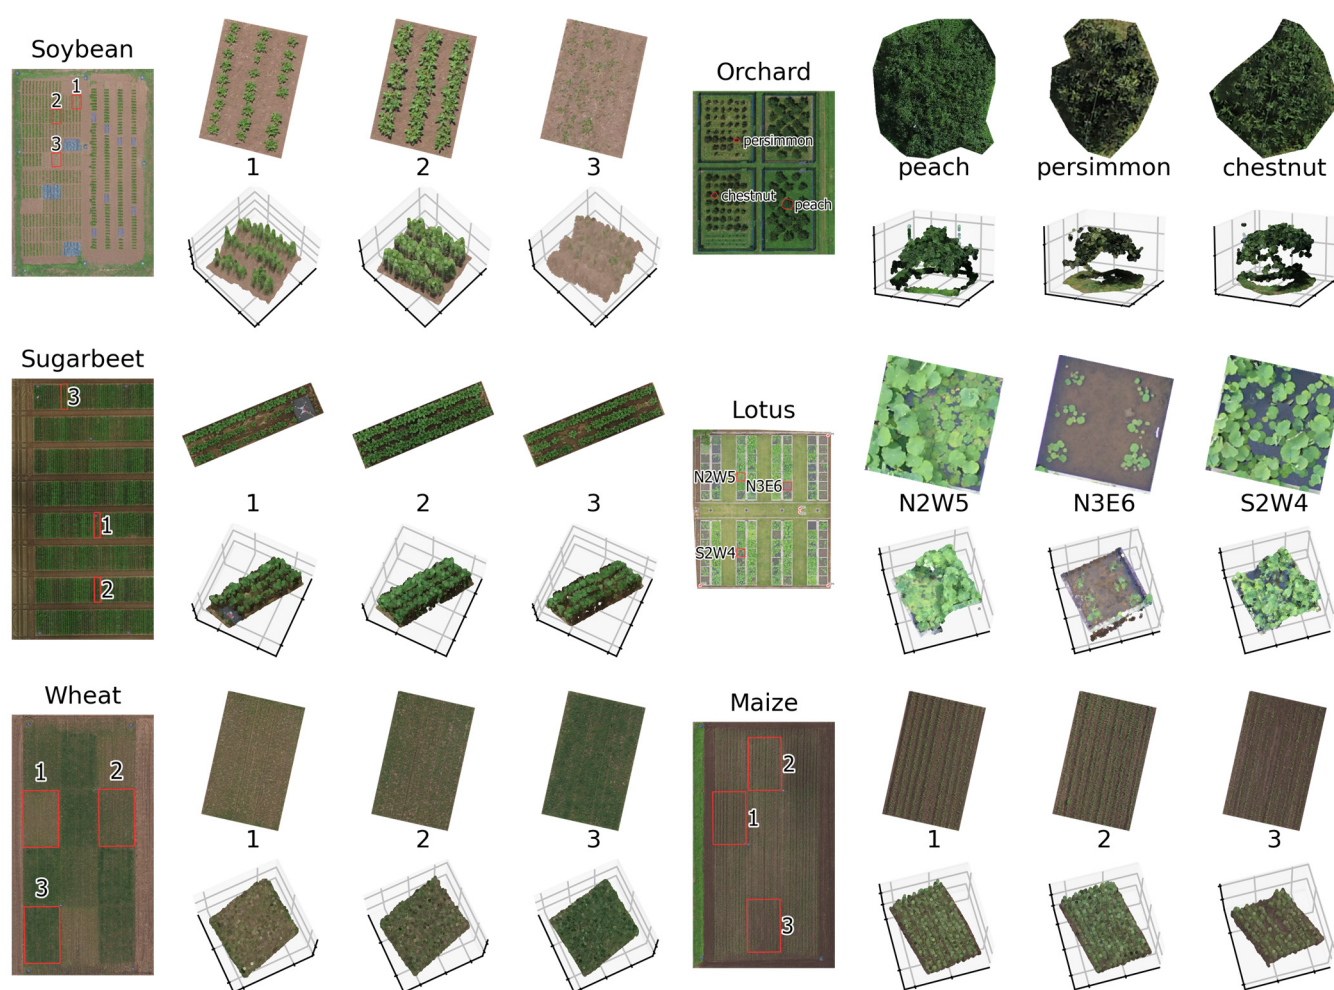 Soybean
1
2
3
1
2
3
Orchard
persimmon
chestnut
peach
peach
persimmon
chestnut
Sugarbeet
3
1
2
1
2
3
Lotus
N2W5
N3E6
S2W4
N2W5
N3E6
S2W4
Wheat
1
2
3
1
2
3
Maize
2
1
3
1
2
3